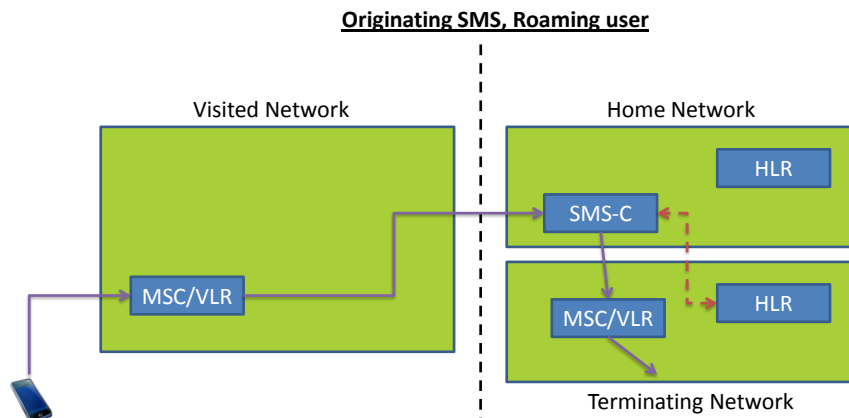 Originating SMS, Roaming user
Visited Network
Home Network
HLR
SMS-C
MSC/VLR
HLR
MSC/VLR
Terminating Network